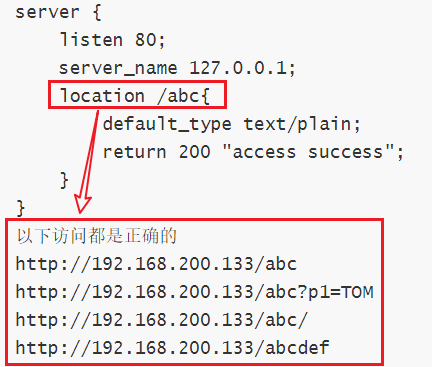 server {
    listen 80;
    server_name 127.0.0.1;
    location /abc{
        default_type text/plain;
        return 200 "access success";
    }
}
以下访问都是正确的
http://192.168.200.133/abc
http://192.168.200.133/abc?p1=TOM
http://192.168.200.133/abc/
http://192.168.200.133/abcdef